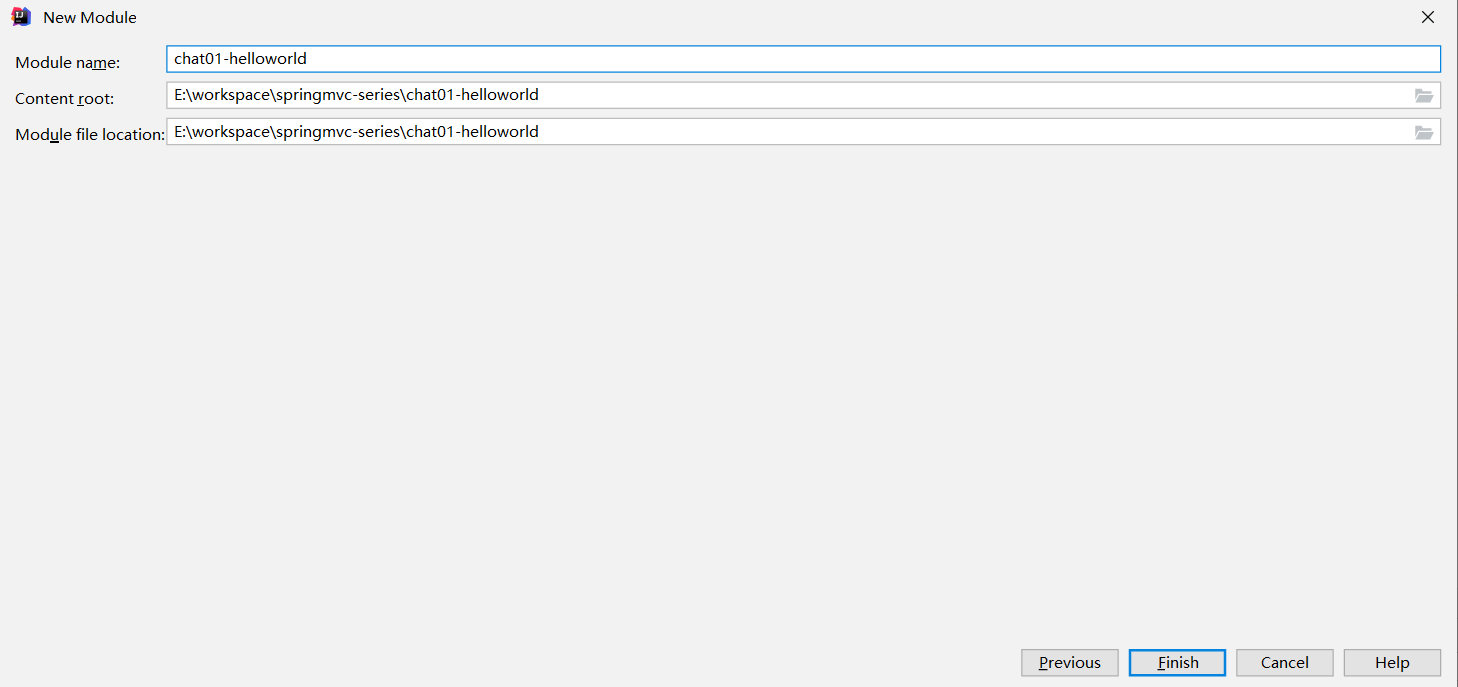 New Module
Module name: chat01-helloworld
Content root: E:\workspace\springmvc-series\chat01-helloworld
Module file location: E:\workspace\springmvc-series\chat01-helloworld
Previous Finish Cancel Help